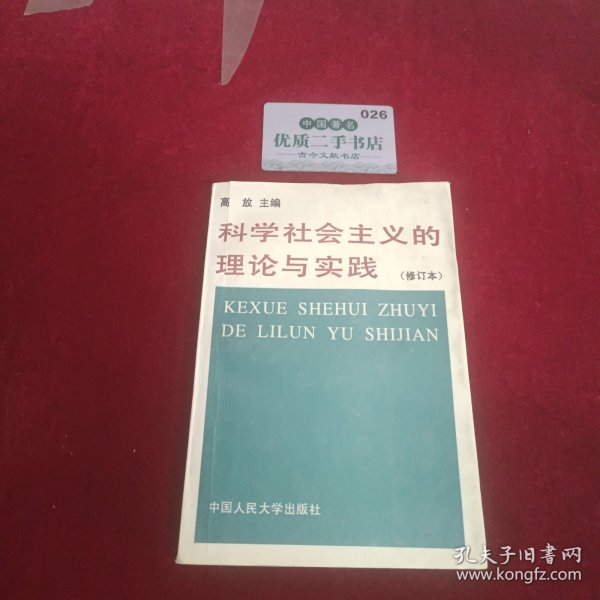 026
中国著名
优质二手书店
古今文献书店
高 放 主编
科学社会主义的
理论与实践 (修订本)
KEXUE SHEHUI ZHUYI
DE LILUN YU SHIJIAN
中国人民大学出版社
孔夫子旧书网
www.kongfz.com